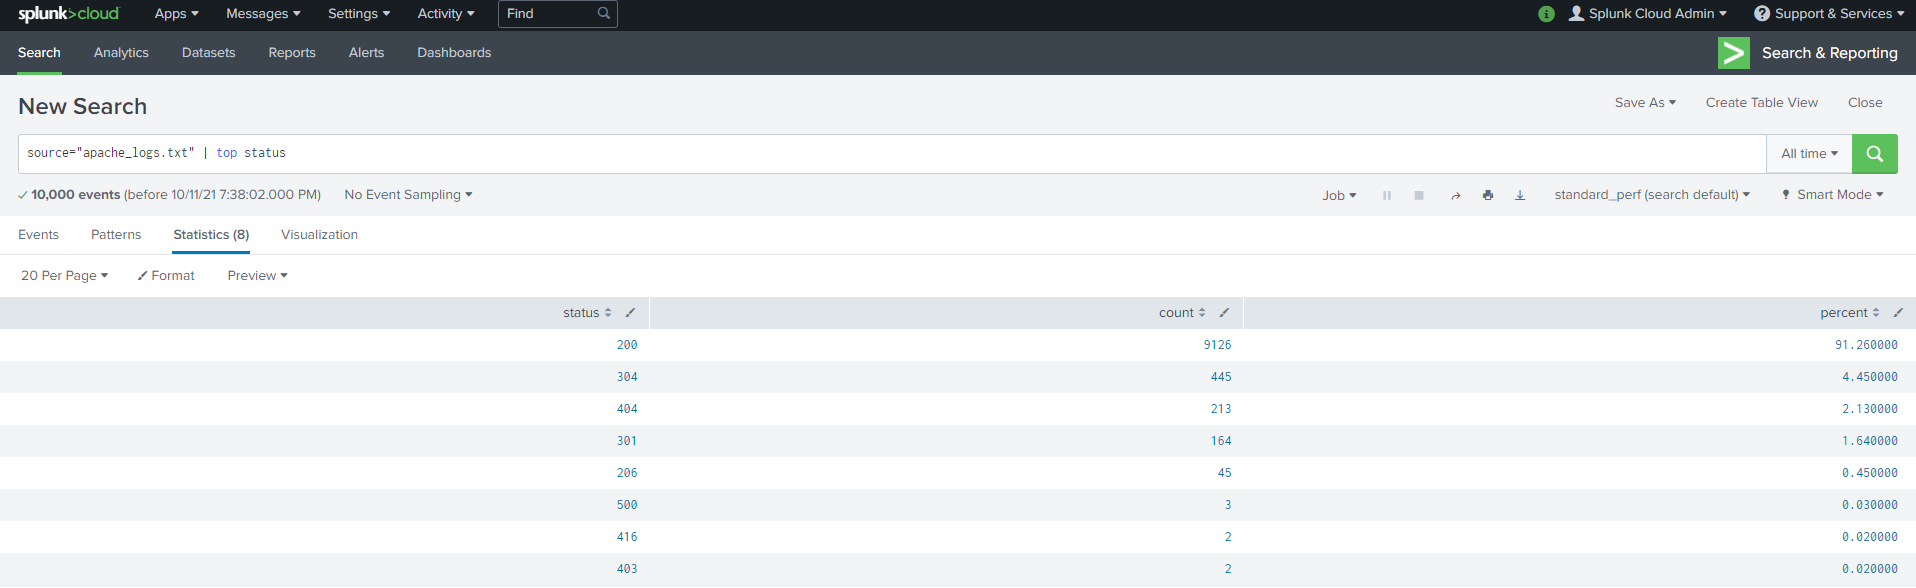 splunk>cloud Apps Messages Settings Activity Find i Splunk Cloud Admin ? Support & Services
Search Analytics Datasets Reports Alerts Dashboards > Search & Reporting
New Search Save As Create Table View Close
source="apache_logs.txt" | top status All time
✓ 10,000 events (before 10/11/21 7:38:02.000 PM) No Event Sampling Job standard_perf (search default) Smart Mode
Events Patterns Statistics (8) Visualization
20 Per Page Format Preview
status count percent
200 9126 91.260000
304 445 4.450000
404 213 2.130000
301 164 1.640000
206 45 0.450000
500 3 0.030000
416 2 0.020000
403 2 0.020000